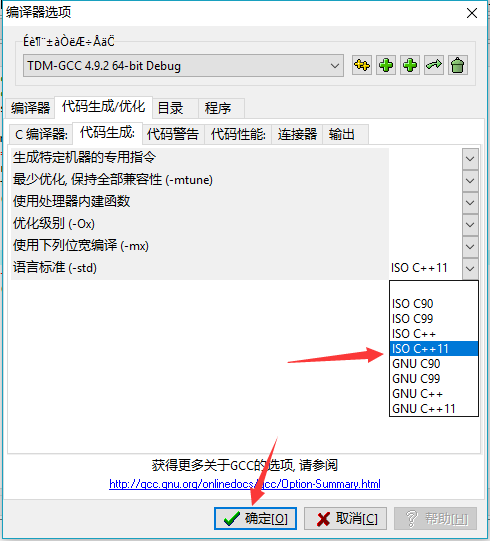 编译器选项
Éè¶¨±àÒëÆ÷ÅäÖÃ
TDM-GCC 4.9.2 64-bit Debug
编译器 代码生成/优化 目录 程序
C 编译器: 代码生成: 代码警告 代码性能: 连接器 输出
生成特定机器的专用指令
最少优化, 保持全部兼容性 (-mtune)
使用处理器内建函数
优化级别 (-Ox)
使用下列位宽编译 (-mx)
语言标准 (-std) ISO C++11
ISO C90
ISO C99
ISO C++
ISO C++11
GNU C90
GNU C99
GNU C++
GNU C++11
获得更多关于GCC的选项, 请参阅
http://gcc.gnu.org/onlinedocs/gcc/Option-Summary.html
确定[O] 取消[C] 帮助[H]